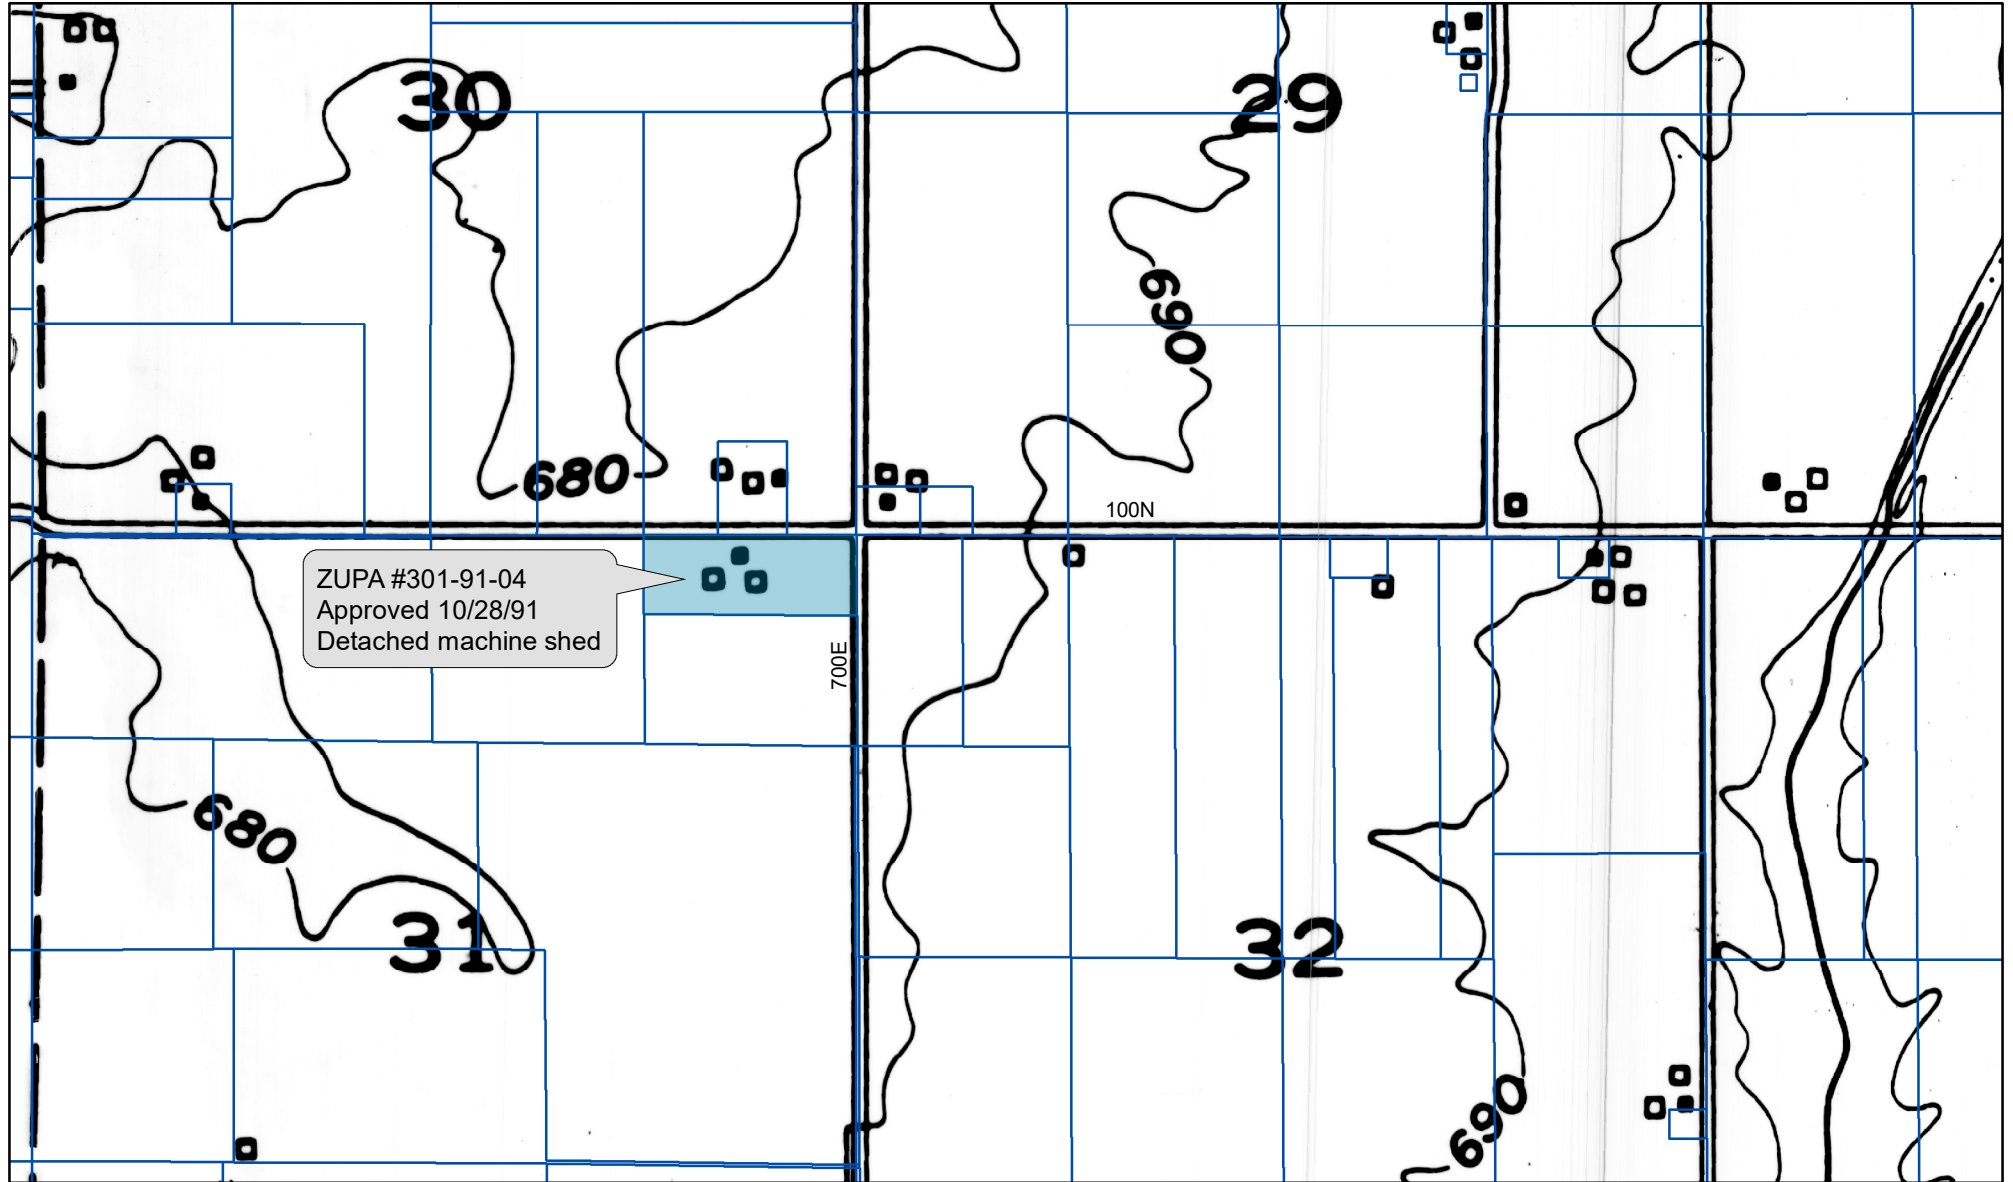 30
29
690
680
100N
ZUPA #301-91-04
Approved 10/28/91
Detached machine shed
700E
680
31
32
690